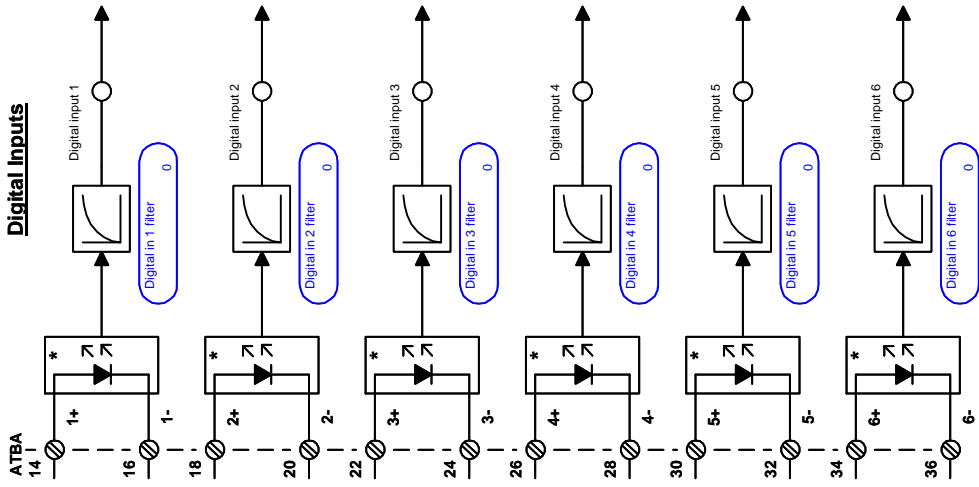 Digital Inputs
ATBA
14
1+
*
Digital in 1 filter 0
Digital input 1
16
1-
18
2+
*
Digital in 2 filter 0
Digital input 2
20
2-
22
3+
*
Digital in 3 filter 0
Digital input 3
24
3-
26
4+
*
Digital in 4 filter 0
Digital input 4
28
4-
30
5+
*
Digital in 5 filter 0
Digital input 5
32
5-
34
6+
*
Digital in 6 filter 0
Digital input 6
36
6-